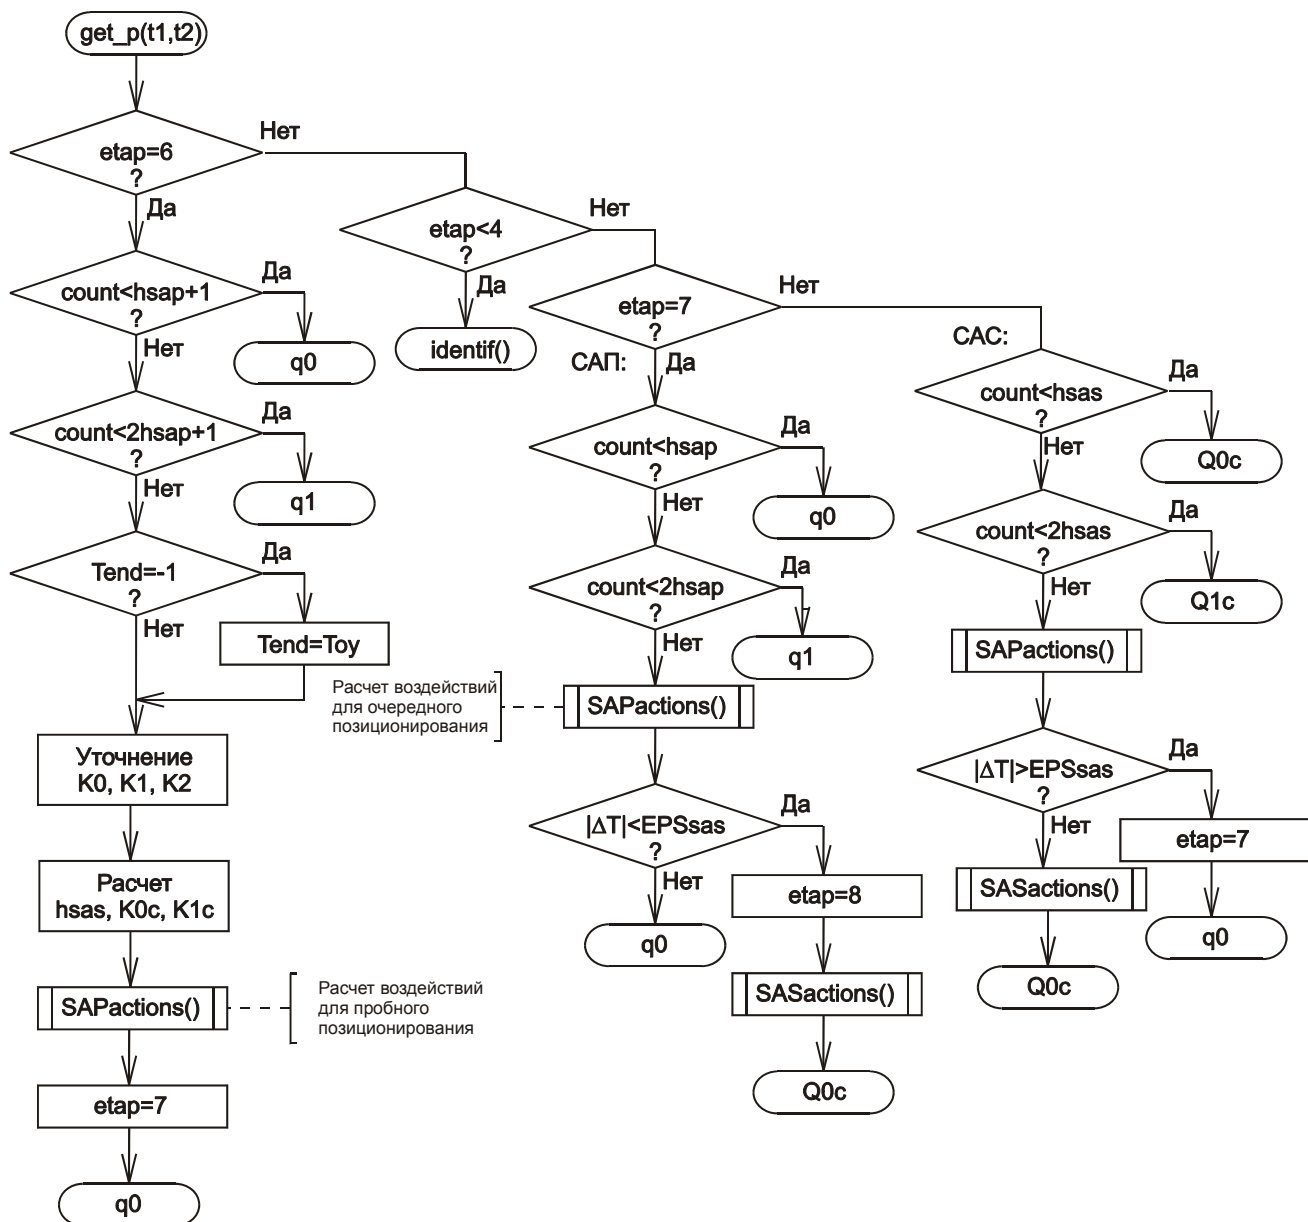 get_p(t1,t2)
etap=6
?
Нет
Да
count<hsap+1
?
Да
q0
Нет
count<2hsap+1
?
Да
q1
Нет
Tend=-1
?
Да
Tend=Toy
Нет
Уточнение
K0, K1, K2
Расчет
hsas, K0c, K1c
SAPactions()
Расчет воздействий
для пробного
позиционирования
etap=7
q0
etap<4
?
Нет
Да
identif()
etap=7
?
Нет
САП:
Да
count<hsap
?
Да
q0
Нет
count<2hsap
?
Да
q1
Нет
Расчет воздействий
для очередного
позиционирования
SAPactions()
|ΔT|<EPSsas
?
Да
Нет
q0
etap=8
SASactions()
Q0c
САС:
count<hsas
?
Да
Q0c
Нет
count<2hsas
?
Да
Q1c
Нет
SAPactions()
|ΔT|>EPSsas
?
Да
etap=7
q0
Нет
SASactions()
Q0c